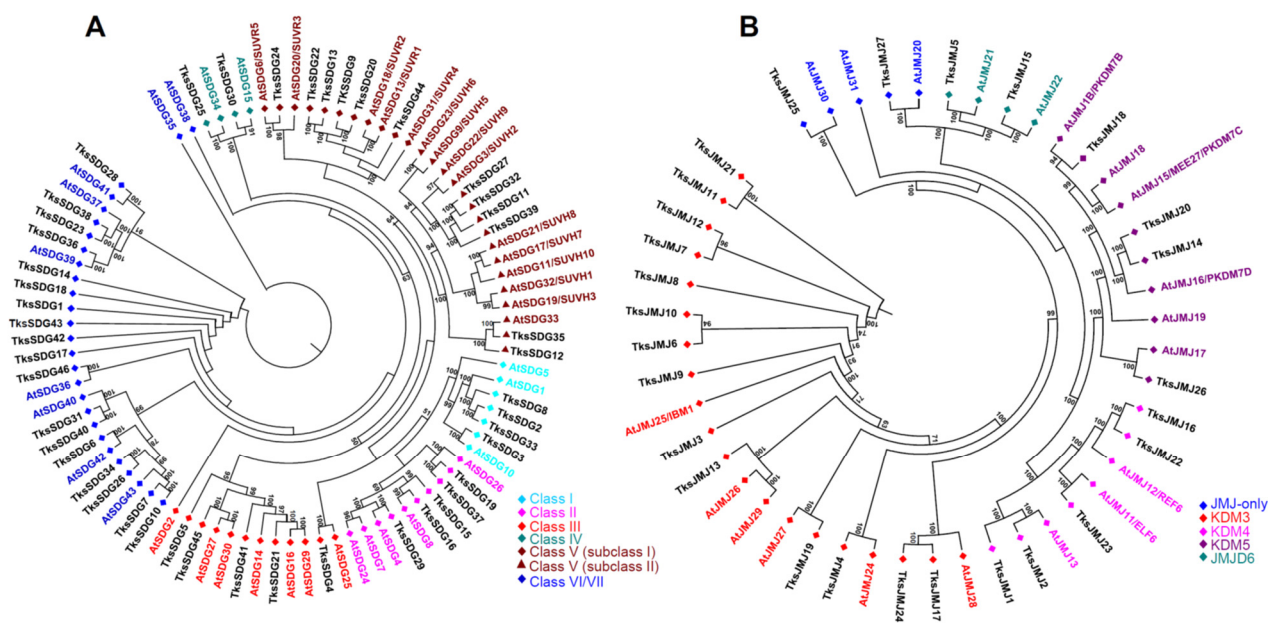 A
AtSDG35
AtSDG38
TksSDG25
AtSDG34
TksSDG30
AtSDG15
AtSDG6/SUVR5
TksSDG24
AtSDG20/SUVR3
TksSDG22
TksSDG13
TksSDG9
TksSDG20
AtSDG18/SUVR2
AtSDG13/SUVR1
TksSDG44
AtSDG31/SUVR4
AtSDG23/SUVH6
AtSDG9/SUVH5
AtSDG22/SUVH9
AtSDG3/SUVH2
TksSDG27
TksSDG32
TksSDG11
TksSDG39
AtSDG21/SUVH8
AtSDG17/SUVH7
AtSDG11/SUVH10
AtSDG32/SUVH1
AtSDG19/SUVH3
AtSDG33
TksSDG35
TksSDG12
AtSDG5
AtSDG1
TksSDG8
TksSDG2
TksSDG33
TksSDG3
AtSDG10
AtSDG26
TksSDG19
TksSDG37
TksSDG15
TksSDG16
AtSDG8
TksSDG29
AtSDG4
AtSDG7
AtSDG24
AtSDG25
TksSDG4
AtSDG29
AtSDG16
TksSDG21
AtSDG14
TksSDG41
AtSDG30
AtSDG27
TksSDG45
TksSDG5
AtSDG2
TksSDG10
TksSDG7
AtSDG43
TksSDG26
TksSDG34
AtSDG42
TksSDG6
TksSDG40
TksSDG31
AtSDG40
AtSDG36
TksSDG46
TksSDG17
TksSDG42
TksSDG43
TksSDG1
TksSDG18
TksSDG14
AtSDG39
TksSDG36
TksSDG23
TksSDG38
AtSDG37
AtSDG41
TksSDG28
Class I
Class II
Class III
Class IV
Class V (subclass I)
Class V (subclass II)
Class VI/VII
B
TksJMJ25
AtJMJ30
AtJMJ31
TksJMJ27
AtJMJ20
TksJMJ5
AtJMJ21
TksJMJ15
AtJMJ22
AtJMJ1B/PKDM7B
TksJMJ18
AtJMJ18
AtJMJ15/MEE27/PKDM7C
TksJMJ20
TksJMJ14
AtJMJ16/PKDM7D
AtJMJ19
AtJMJ17
TksJMJ26
TksJMJ16
TksJMJ22
AtJMJ12/REF6
AtJMJ11/ELF6
TksJMJ23
AtJMJ13
TksJMJ2
TksJMJ1
AtJMJ28
TksJMJ17
TksJMJ24
AtJMJ24
TksJMJ4
TksJMJ19
AtJMJ27
AtJMJ29
AtJMJ26
TksJMJ13
TksJMJ3
AtJMJ25/IBM1
TksJMJ9
TksJMJ6
TksJMJ10
TksJMJ8
TksJMJ7
TksJMJ12
TksJMJ11
TksJMJ21
JMJ-only
KDM3
KDM4
KDM5
JMJD6